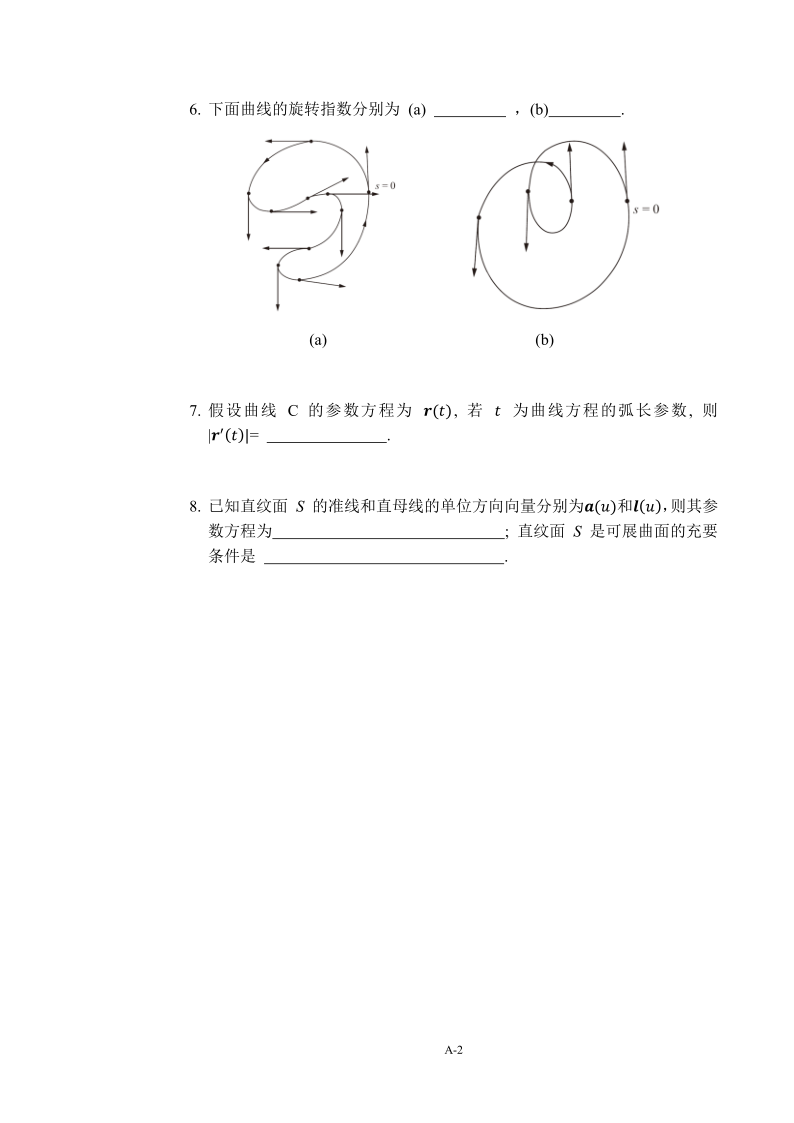 6. 下面曲线的旋转指数分别为 (a) _________ ，(b)_________.
s = 0
s = 0
(a) (b)
7. 假设曲线 C 的参数方程为 𝒓(𝑡), 若 𝑡 为曲线方程的弧长参数, 则
|𝒓′(𝑡)|= _______________.
8. 已知直纹面 S 的准线和直母线的单位方向向量分别为𝒂(𝑢)和𝒍(𝑢)，则其参
数方程为_____________________________; 直纹面 S 是可展曲面的充要
条件是 ______________________________.
A-2